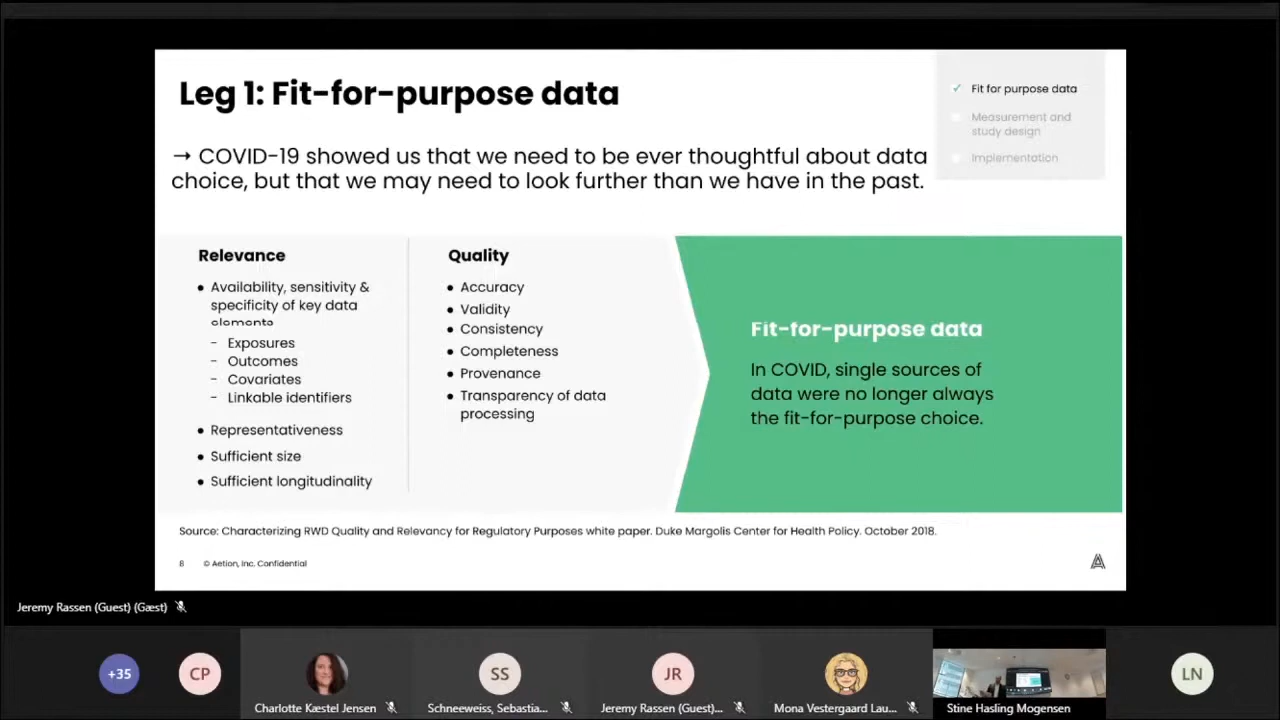 Leg 1: Fit-for-purpose data
✓ Fit for purpose data
Measurement and
study design
Implementation
→ COVID-19 showed us that we need to be ever thoughtful about data
choice, but that we may need to look further than we have in the past.
Relevance
● Availability, sensitivity &
specificity of key data
elements
- Exposures
- Outcomes
- Covariates
- Linkable identifiers
● Representativeness
● Sufficient size
● Sufficient longitudinality
Quality
● Accuracy
● Validity
● Consistency
● Completeness
● Provenance
● Transparency of data
processing
Fit-for-purpose data
In COVID, single sources of
data were no longer always
the fit-for-purpose choice.
Source: Characterizing RWD Quality and Relevancy for Regulatory Purposes white paper. Duke Margolis Center for Health Policy. October 2018.
8 © Aetion, Inc. Confidential
Jeremy Rassen (Guest) (Gæst)
+35
CP
Charlotte Kæstel Jensen
SS
Schneeweiss, Sebastia...
JR
Jeremy Rassen (Guest)...
Mona Vestergaard Lau...
Stine Hasling Mogensen
LN